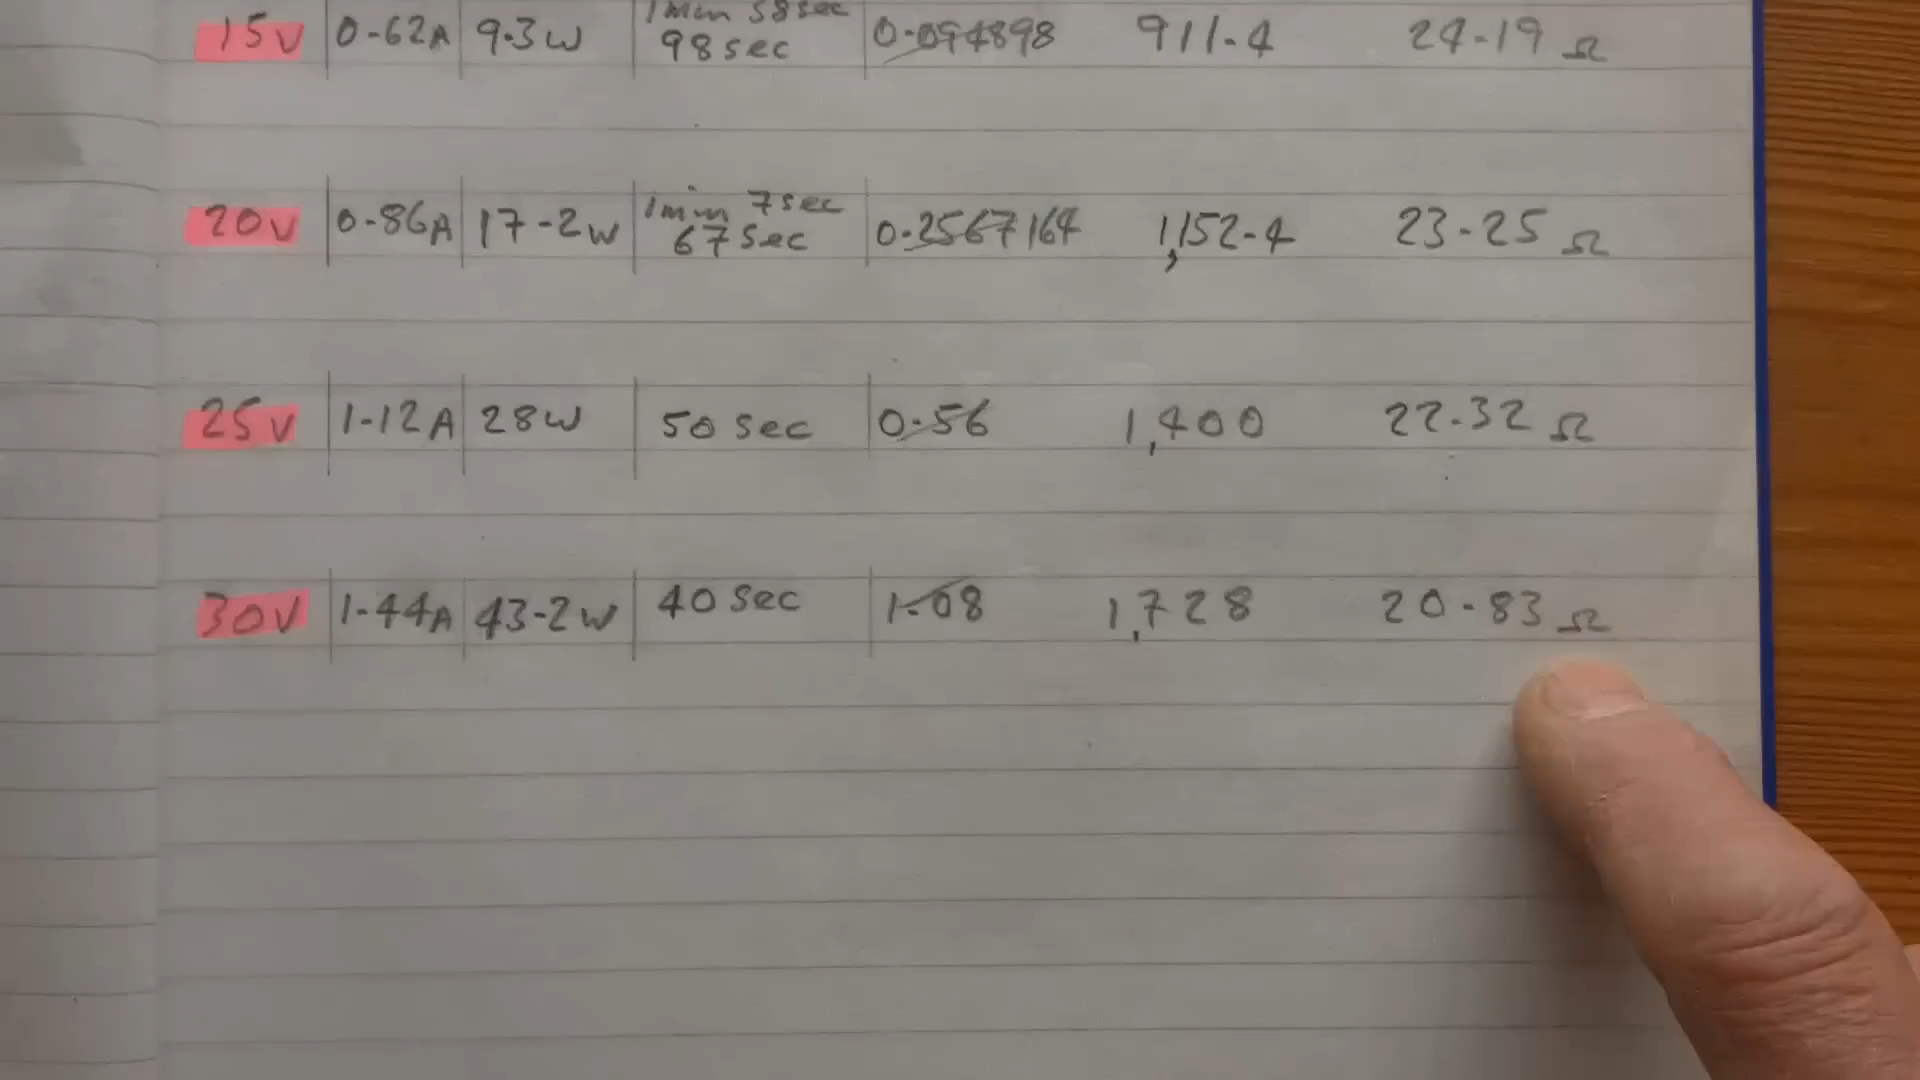 15V 0-62A 9.3W 1min 38sec 98sec 0.094898 911.4 24-19 Ω
20V 0-86A 17-2W 1min 7sec 67sec 0.2567164 1,152-4 23-25 Ω
25V 1-12A 28W 50 sec 0.56 1,400 22.32 Ω
30V 1-44A 43-2W 40 sec 1.08 1,728 20-83 Ω